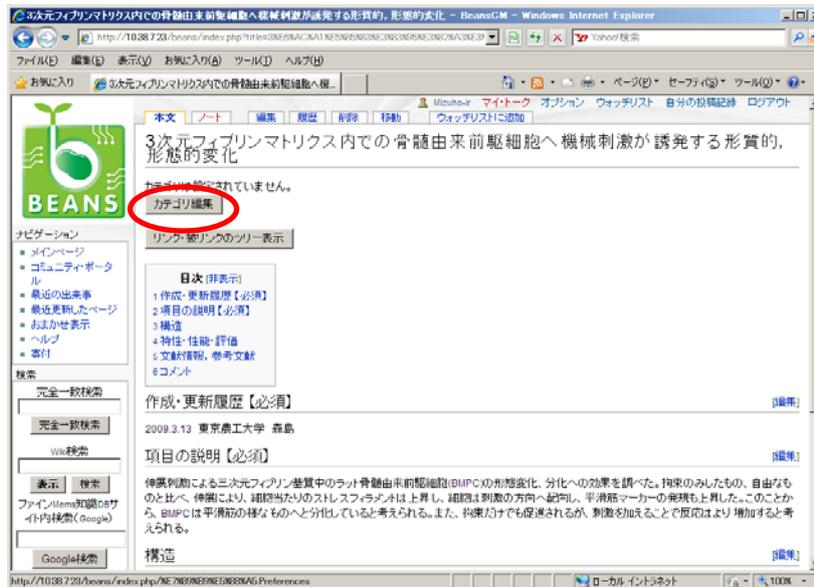 3次元フィブリンマトリクス内での骨髄由来前駆細胞へ機械刺激が誘発する形質的, 形態的変化 - BeansCM - Windows Internet Explorer
Yahoo!検索
ファイル(F) 編集(E) 表示(V) お気に入り(A) ツール(T) ヘルプ(H)
お気に入り 3次元フィブリンマトリクス内での骨髄由来前駆細胞へ機...
ページ(P) セーフティ(S) ツール(O)
Mizuho-ir マイ・トーク オプション ウォッチリスト 自分の投稿記録 ログアウト
本文 ノート 編集 履歴 削除 移動 ウォッチリストに追加
3次元フィブリンマトリクス内での骨髄由来前駆細胞へ機械刺激が誘発する形質的,
形態的変化
カテゴリは設定されていません。
カテゴリ編集
リンク・被リンクのツリー表示
BEANS
ナビゲーション
メインページ
コミュニティ・ポータ
ル
最近の出来事
最近更新したページ
おまかせ表示
ヘルプ
寄付
検索
完全一致検索
完全一致検索
Wiki検索
表示 検索
ファインMems知識DBサ
イト内検索(Google)
Google検索
目次 [非表示]
1 作成・更新履歴【必須】
2 項目の説明【必須】
3 構造
4 特性・性能・評価
5 文献情報、参考文献
6 コメント
作成・更新履歴【必須】 [編集]
2009.3.13 東京農工大学 森島
項目の説明【必須】 [編集]
伸展刺激による三次元フィブリン基質中のラット骨髄由来前駆細胞(BMPC)の形態変化、分化への効果を調べた。拘束のみしたもの、自由なも
のと比べ、伸展により、細胞当たりのストレスフィラメントは上昇し、細胞は刺激の方向へ配向し、平滑筋マーカーの発現も上昇した。このことか
ら、BMPCは平滑筋の様なものへと分化していると考えられる。また、拘束だけでも促進されるが、刺激を加えることで反応はより増加すると考
えられる。
構造 [編集]
ローカル イントラネット 100%